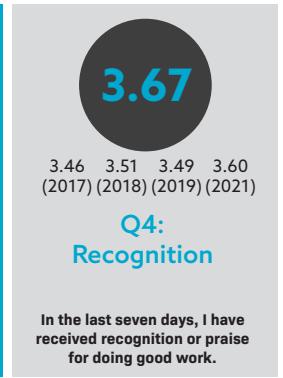 3.67
3.46 3.51 3.49 3.60
(2017) (2018) (2019) (2021)
Q4:
Recognition
In the last seven days, I have
received recognition or praise
for doing good work.